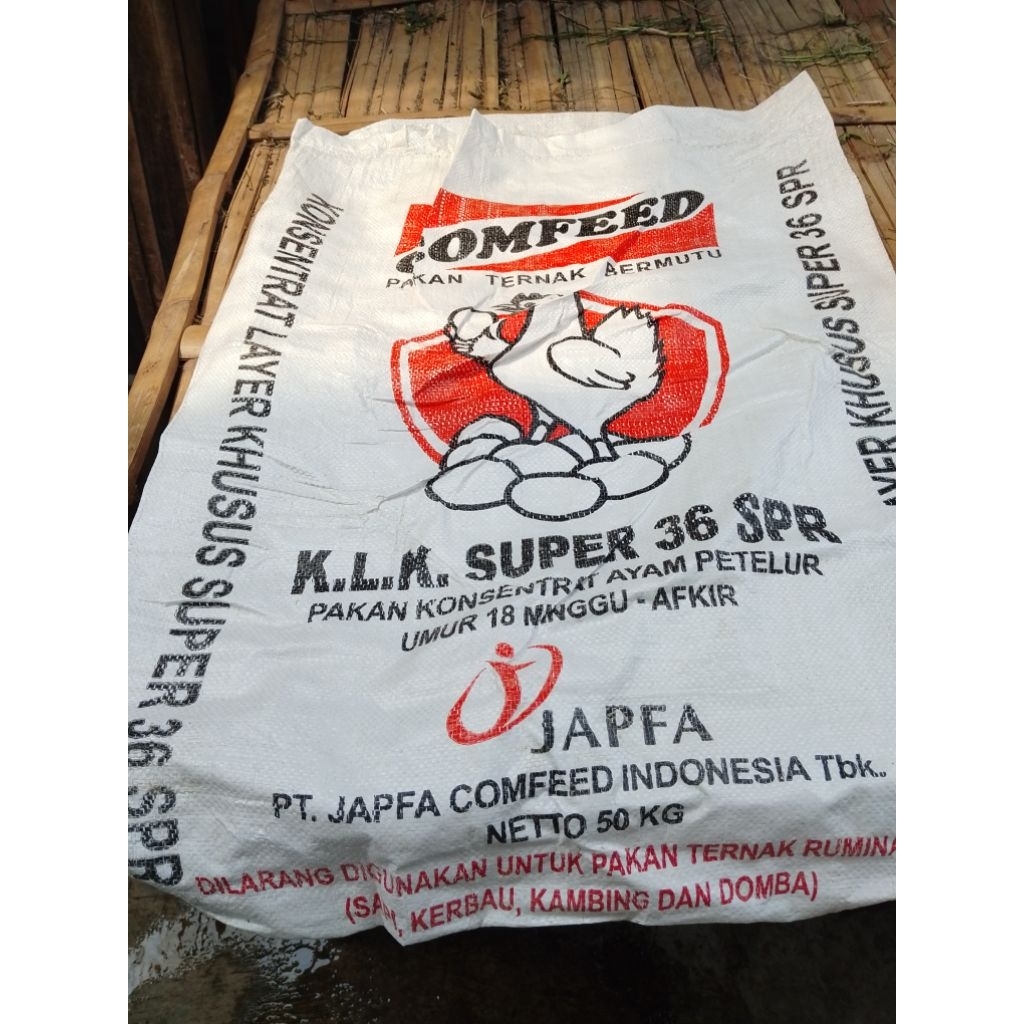 COMFEED
PAKAN TERNAK BERMUTU
KONSENTRAT LAYER KHUSUS SUPER 36 SPR
YER KHUSUS SUPER 36 SPR
K.L.K. SUPER 36 SPR
PAKAN KONSENTRAT AYAM PETELUR
UMUR 18 MINGGU - AFKIR
JAPFA
PT. JAPFA COMFEED INDONESIA Tbk..
NETTO 50 KG
DILARANG DIGUNAKAN UNTUK PAKAN TERNAK RUMINA
(SAPI, KERBAU, KAMBING DAN DOMBA)